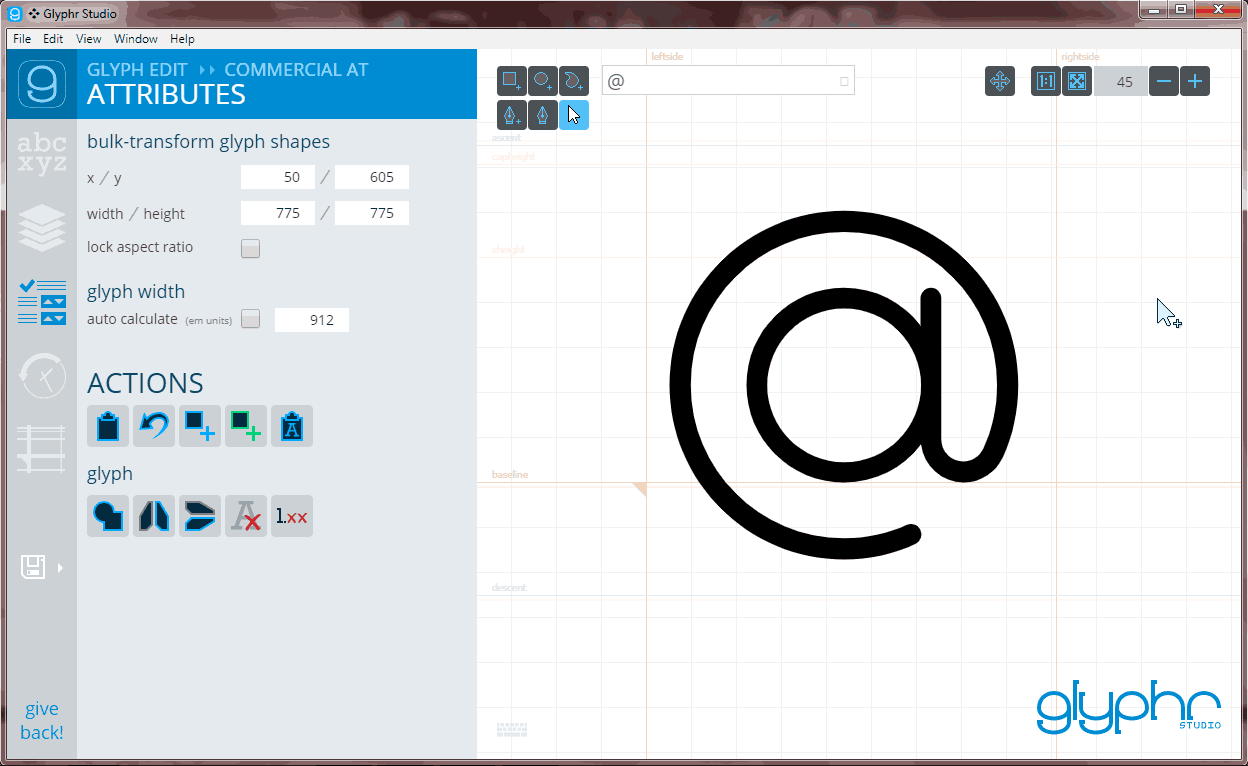 Glyphr Studio
File Edit View Window Help
GLYPH EDIT ›› COMMERCIAL AT
ATTRIBUTES
bulk-transform glyph shapes
x / y 50 / 605
width / height 775 / 775
lock aspect ratio
glyph width
auto calculate (em units) 912
ACTIONS
A
glyph
A 1.xx
abc
xyz
give
back!
leftside
rightside
@
1:1
45
ascent
capheight
xheight
baseline
descent
@
glyphr
STUDIO